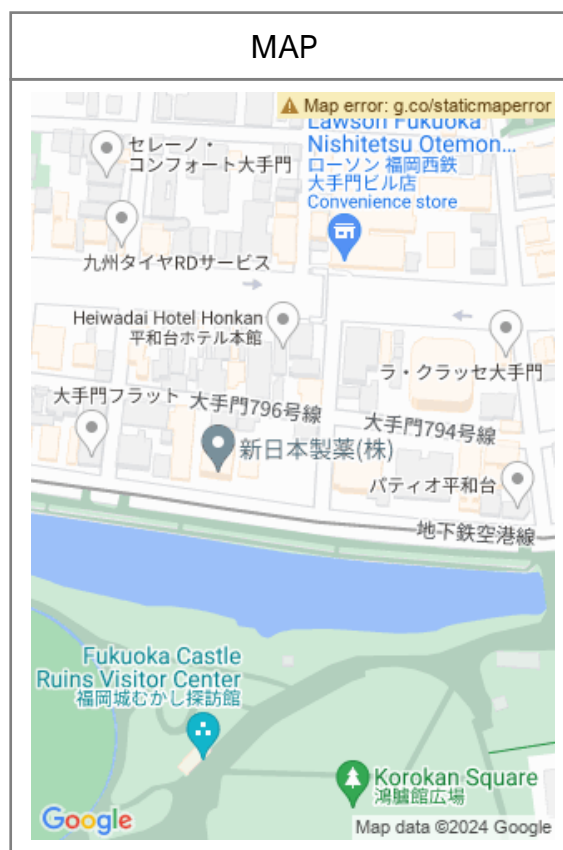 MAP
Map error: g.co/staticmaperror
Lawson Fukuoka
Nishitetsu Otemon...
ローソン 福岡西鉄
大手門ビル店
Convenience store
セレーノ・
コンフォート大手門
九州タイヤRDサービス
Heiwadai Hotel Honkan
平和台ホテル本館
ラ・クラッセ大手門
大手門フラット
大手門796号線
大手門794号線
新日本製薬(株)
パティオ平和台
地下鉄空港線
Fukuoka Castle
Ruins Visitor Center
福岡城むかし探訪館
Korokan Square
鴻臚館広場
Google
Map data ©2024 Google